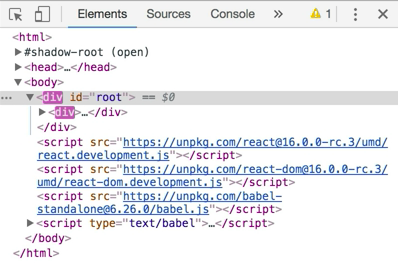 Elements Sources Console » 1
<html>
▶#shadow-root (open)
▶<head>…</head>
▼<body>
… ▼<div id="root"> == $0
▶<div>…</div>
</div>
<script src="https://unpkg.com/react@16.0.0-rc.3/umd/
react.development.js"></script>
<script src="https://unpkg.com/react-dom@16.0.0-rc.3/
umd/react-dom.development.js"></script>
<script src="https://unpkg.com/babel-
standalone@6.26.0/babel.js"></script>
▶<script type="text/babel">…</script>
</body>
</html>